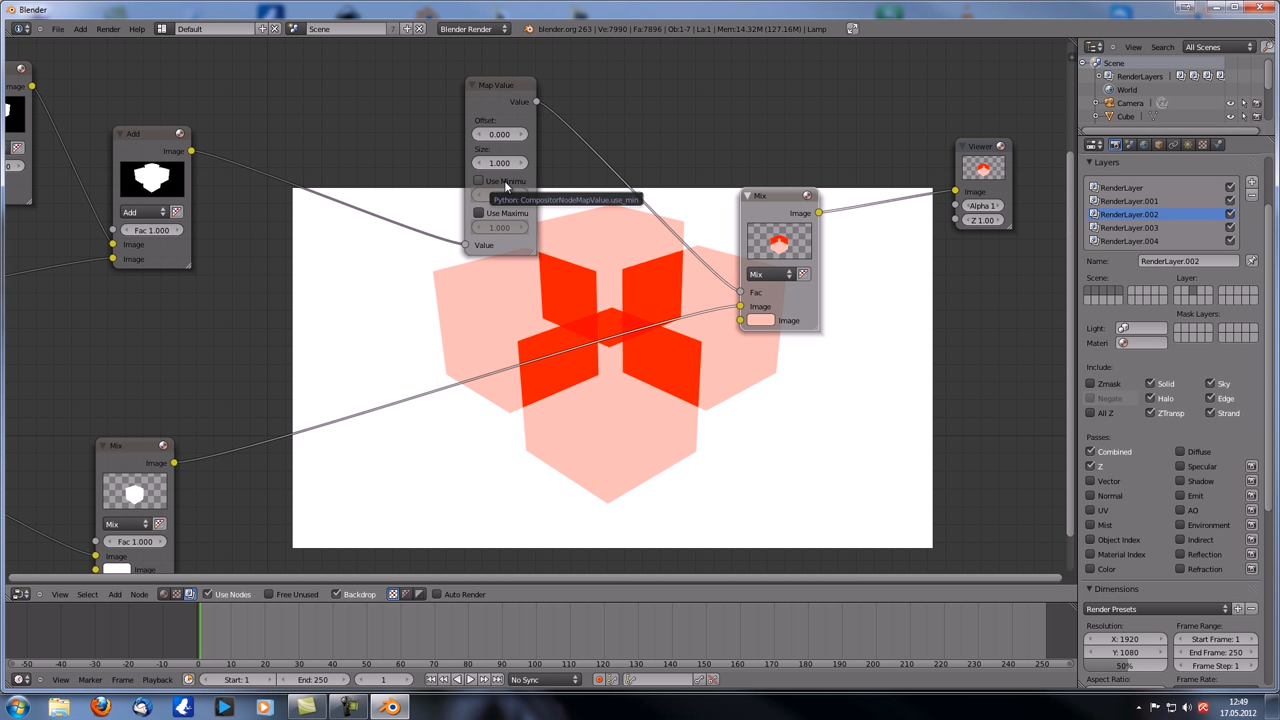 Blender
File Add Render Help Default Scene 7 Blender Render blender.org 263 | Ve:7990 | Fa:7896 | Ob:1-7 | La:1 | Mem:14.32M (127.16M) | Lamp
View Search All Scenes
Scene
RenderLayers
World
Camera
Cube
Layers
RenderLayer
RenderLayer.001
RenderLayer.002
RenderLayer.003
RenderLayer.004
Name: RenderLayer.002
Scene: Layer:
Mask Layers:
Light:
Materi
Include:
Zmask Solid Sky
Negate Halo Edge
All Z ZTransp Strand
Passes:
Combined Diffuse
Z Specular
Vector Shadow
Normal Emit
UV AO
Mist Environment
Object Index Indirect
Material Index Reflection
Color Refraction
Dimensions
Render Presets
Resolution: Frame Range:
X: 1920 Start Frame: 1
Y: 1080 End Frame: 250
50% Frame Step: 1
Aspect Ratio: Frame Rate:
Image
Add
Image
Add
Fac 1.000
Image
Image
Map Value
Value
Offset:
0.000
Size:
1.000
Use Minimu
Python: CompositorNodeMapValue.use_min
Use Maximu
1.000
Value
Mix
Image
Mix
Fac
Image
Image
Viewer
Image
Alpha 1
Z 1.00
Mix
Image
Mix
Fac 1.000
Image
Image
View Select Add Node Use Nodes Free Unused Backdrop Auto Render
-50 -40 -30 -20 -10 0 10 20 30 40 50 60 70 80 90 100 110 120 130 140 150 160 170 180 190 200 210 220 230 240 250
View Marker Frame Playback Start: 1 End: 250 1 No Sync
12:49
17.05.2012